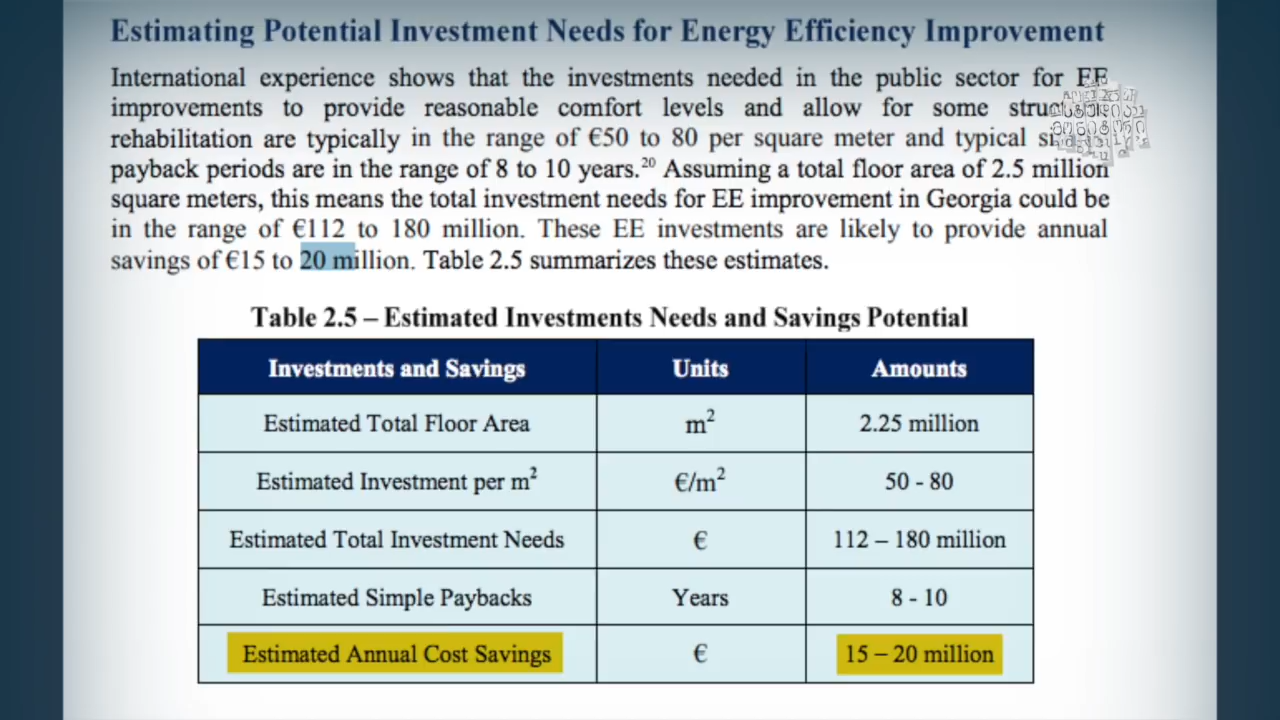 Estimating Potential Investment Needs for Energy Efficiency Improvement
International experience shows that the investments needed in the public sector for EE
improvements to provide reasonable comfort levels and allow for some
rehabilitation are typically in the range of €50 to 80 per square meter and typical
payback periods are in the range of 8 to 10 years.20 Assuming a total floor area of 2.5 million
square meters, this means the total investment needs for EE improvement in Georgia could be
in the range of €112 to 180 million. These EE investments are likely to provide annual
savings of €15 to 20 million. Table 2.5 summarizes these estimates.
Table 2.5 – Estimated Investments Needs and Savings Potential
Investments and Savings Units Amounts
Estimated Total Floor Area m² 2.25 million
Estimated Investment per m² €/m² 50 - 80
Estimated Total Investment Needs € 112 – 180 million
Estimated Simple Paybacks Years 8 - 10
Estimated Annual Cost Savings € 15 – 20 million